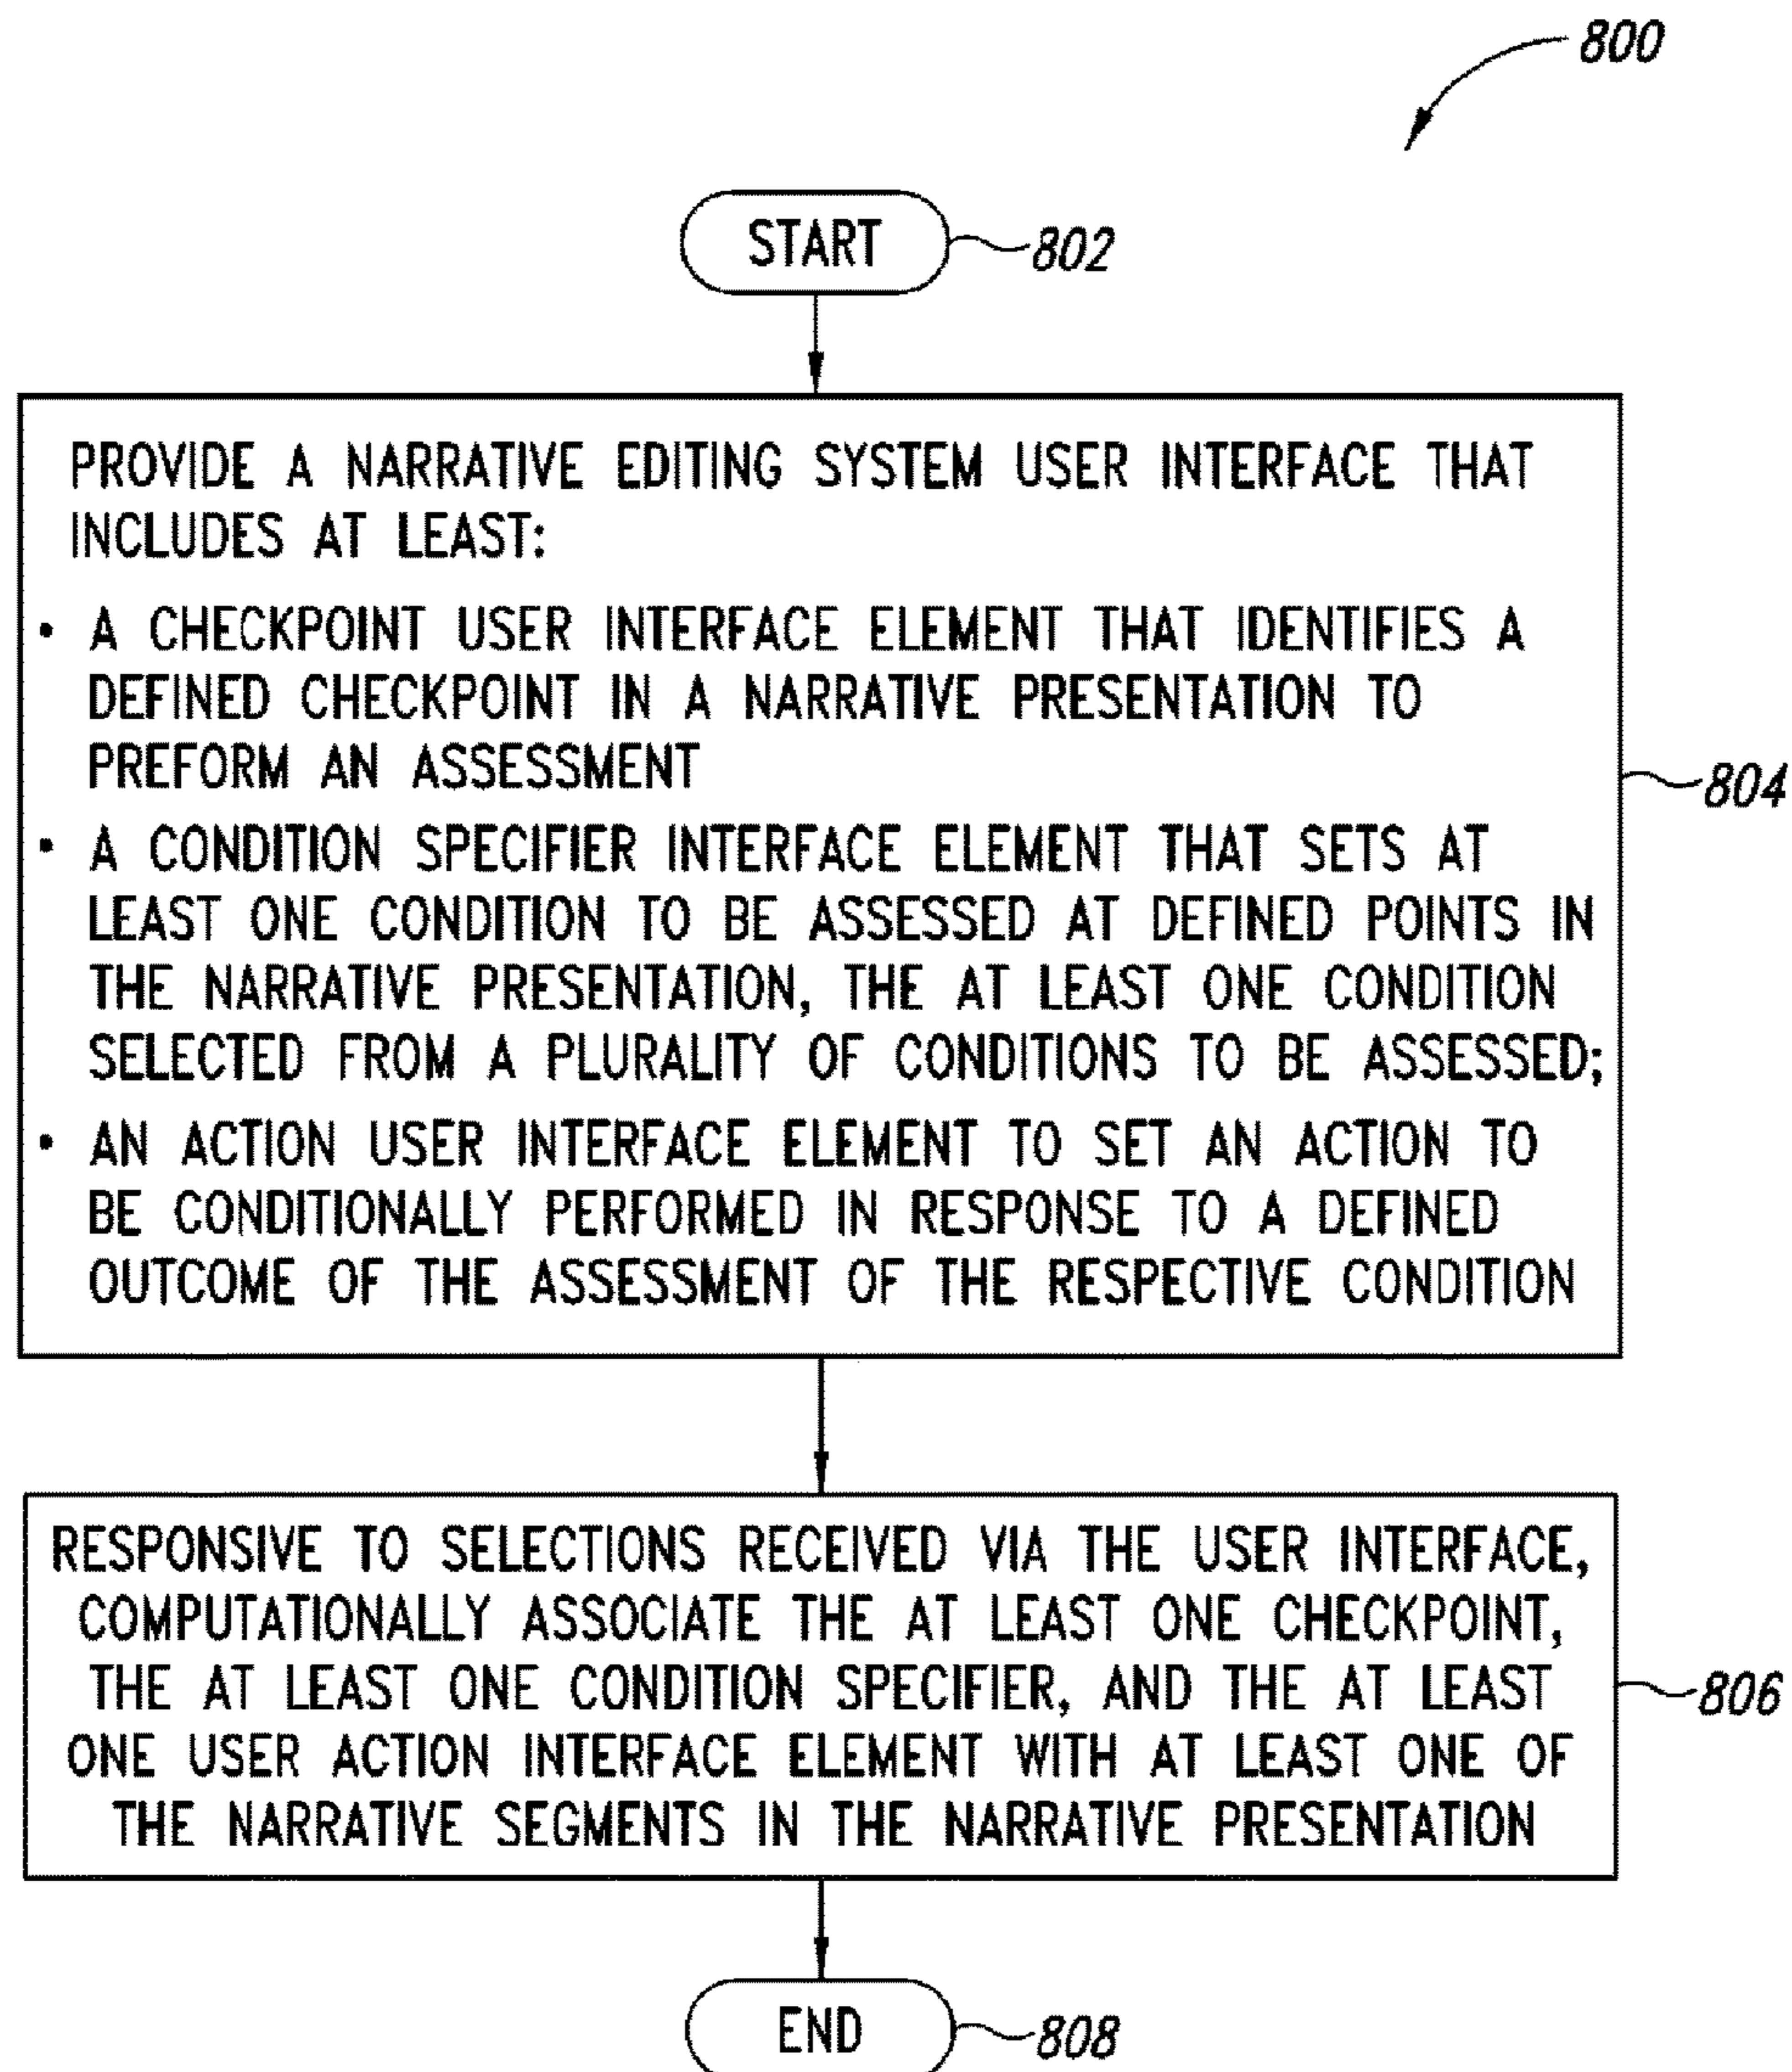 800
START
802
PROVIDE A NARRATIVE EDITING SYSTEM USER INTERFACE THAT
INCLUDES AT LEAST:
• A CHECKPOINT USER INTERFACE ELEMENT THAT IDENTIFIES A
DEFINED CHECKPOINT IN A NARRATIVE PRESENTATION TO
PREFORM AN ASSESSMENT
• A CONDITION SPECIFIER INTERFACE ELEMENT THAT SETS AT
LEAST ONE CONDITION TO BE ASSESSED AT DEFINED POINTS IN
THE NARRATIVE PRESENTATION, THE AT LEAST ONE CONDITION
SELECTED FROM A PLURALITY OF CONDITIONS TO BE ASSESSED;
• AN ACTION USER INTERFACE ELEMENT TO SET AN ACTION TO
BE CONDITIONALLY PERFORMED IN RESPONSE TO A DEFINED
OUTCOME OF THE ASSESSMENT OF THE RESPECTIVE CONDITION
804
RESPONSIVE TO SELECTIONS RECEIVED VIA THE USER INTERFACE,
COMPUTATIONALLY ASSOCIATE THE AT LEAST ONE CHECKPOINT,
THE AT LEAST ONE CONDITION SPECIFIER, AND THE AT LEAST
ONE USER ACTION INTERFACE ELEMENT WITH AT LEAST ONE OF
THE NARRATIVE SEGMENTS IN THE NARRATIVE PRESENTATION
806
END
808